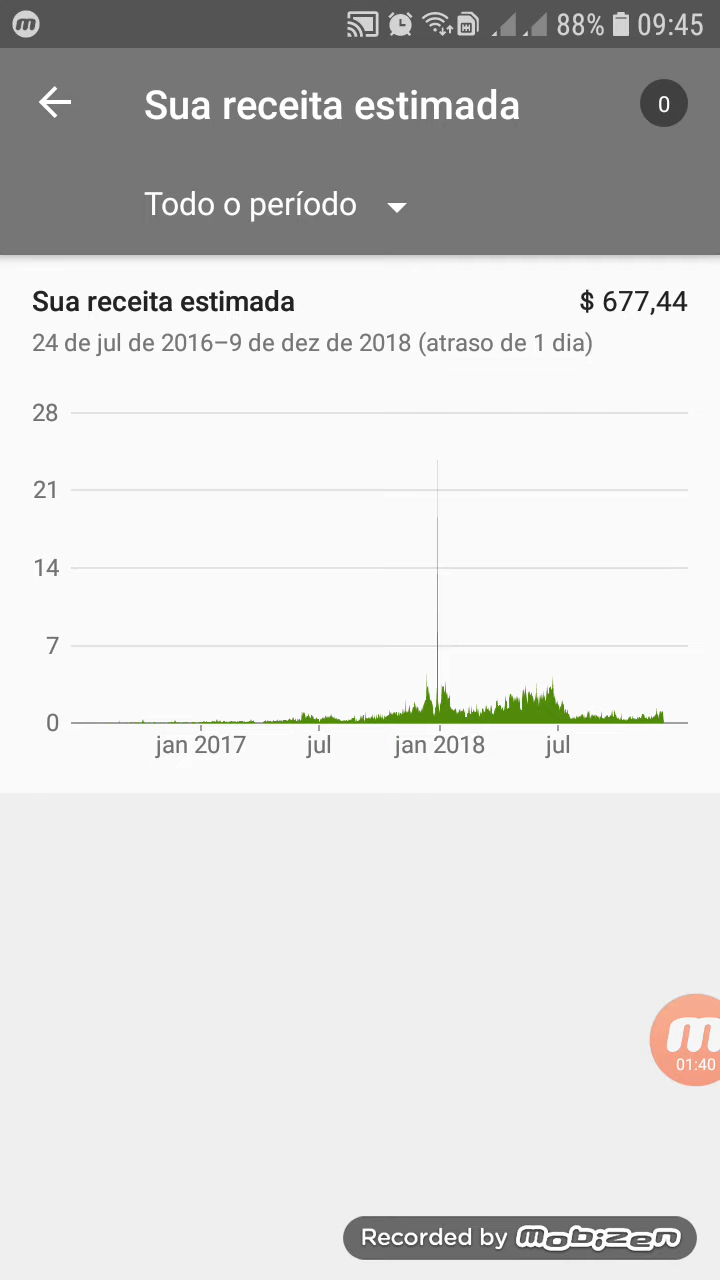 88% 09:45
Sua receita estimada 0
Todo o período
Sua receita estimada $ 677,44
24 de jul de 2016–9 de dez de 2018 (atraso de 1 dia)
28
21
14
7
0
jan 2017 jul jan 2018 jul
m
01:40
Recorded by mobizen